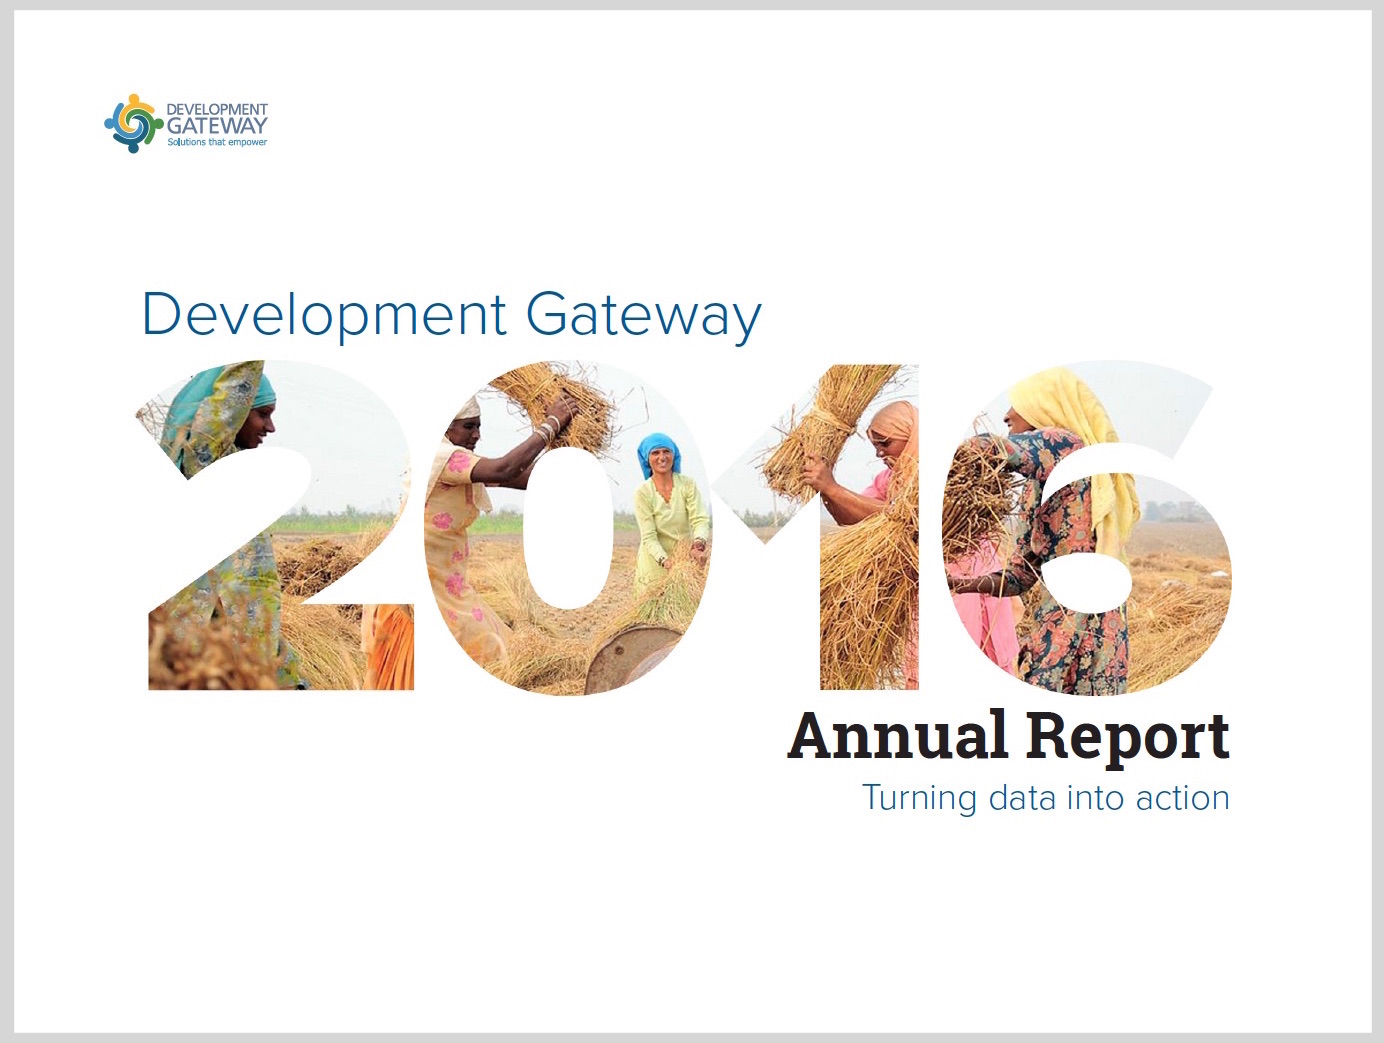 DEVELOPMENT
GATEWAY
Solutions that empower
Development Gateway
2016
Annual Report
Turning data into action